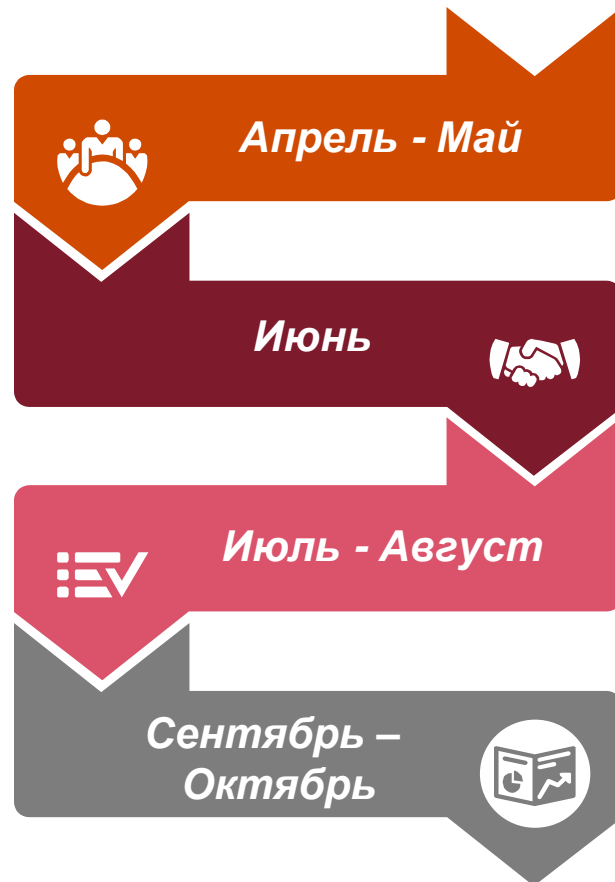 Апрель - Май
Июнь
Июль - Август
Сентябрь –
Октябрь